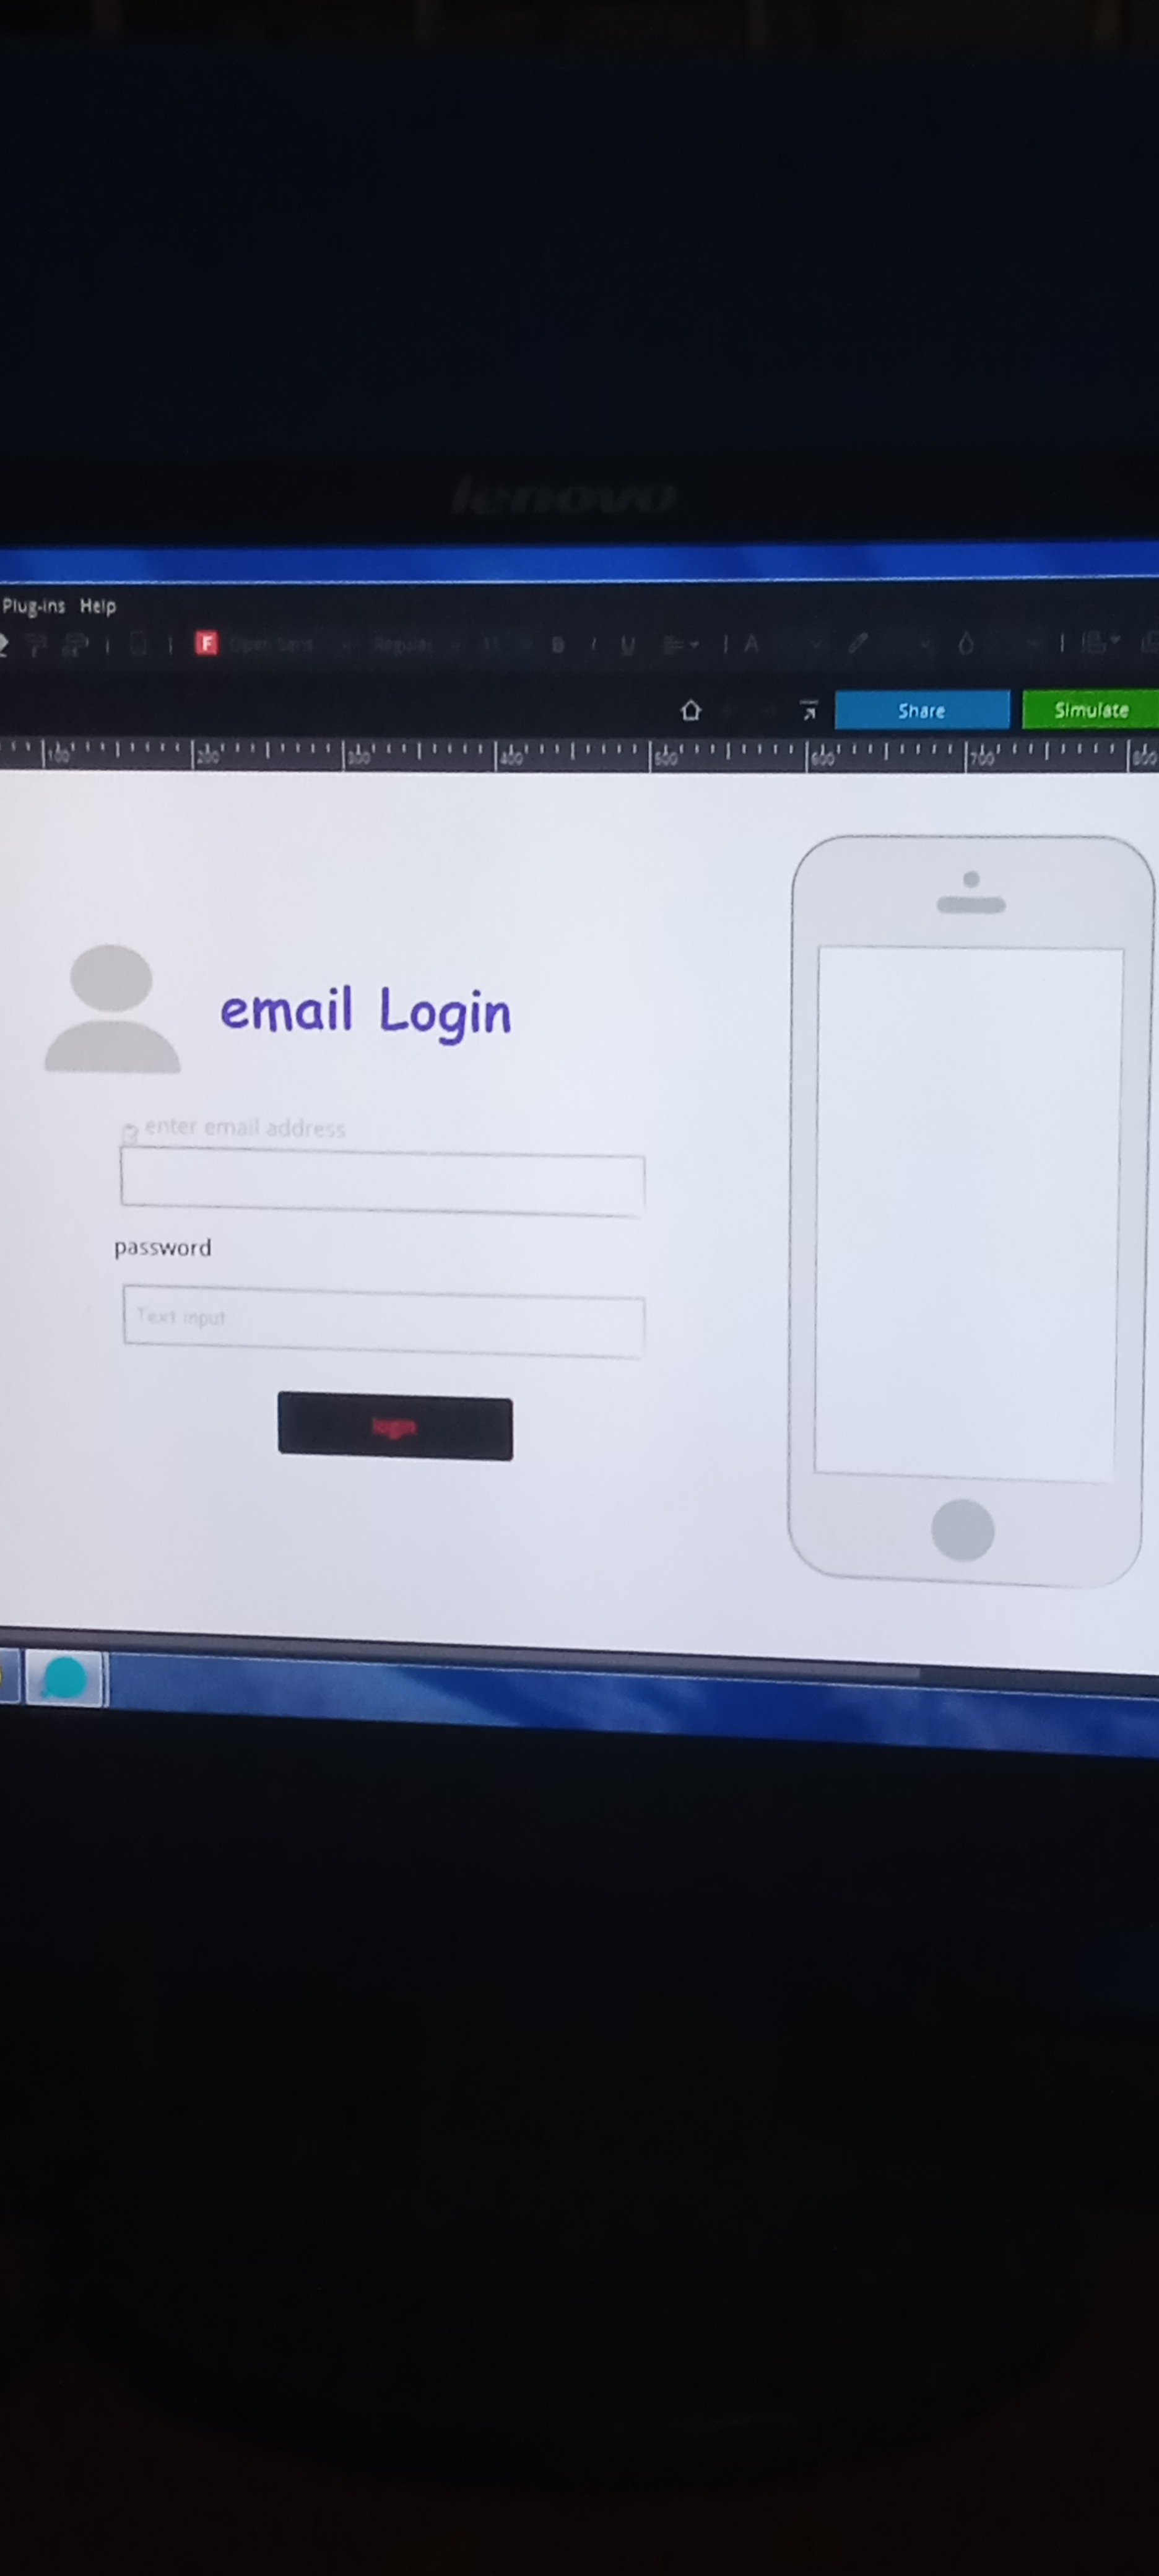 lenovo
Plug-ins Help
F Open Sans Regular B I U A
Share Simulate
100 200 300 400 500 600 700 800
email Login
enter email address
password
Text input
login